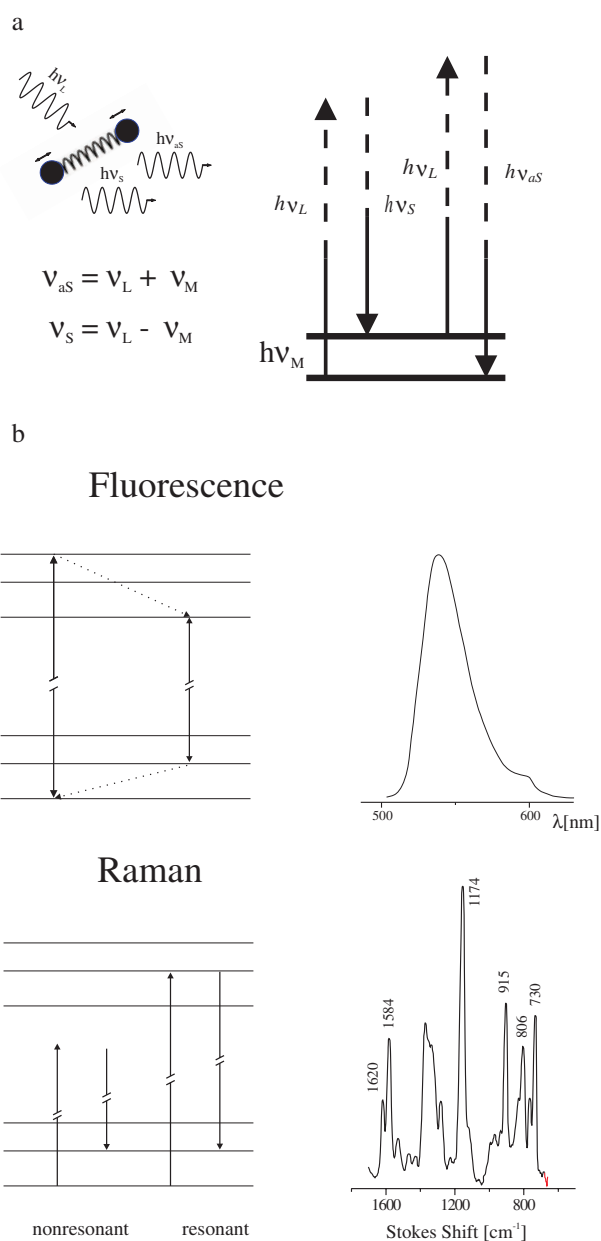 a
hν_L
hν_aS
hν_S
ν_aS = ν_L + ν_M
ν_S = ν_L - ν_M
hν_L
hν_S
hν_L
hν_aS
hν_M
b
Fluorescence
500
600
λ[nm]
Raman
nonresonant
resonant
1620
1584
1174
915
806
730
1600
1200
800
Stokes Shift [cm⁻¹]